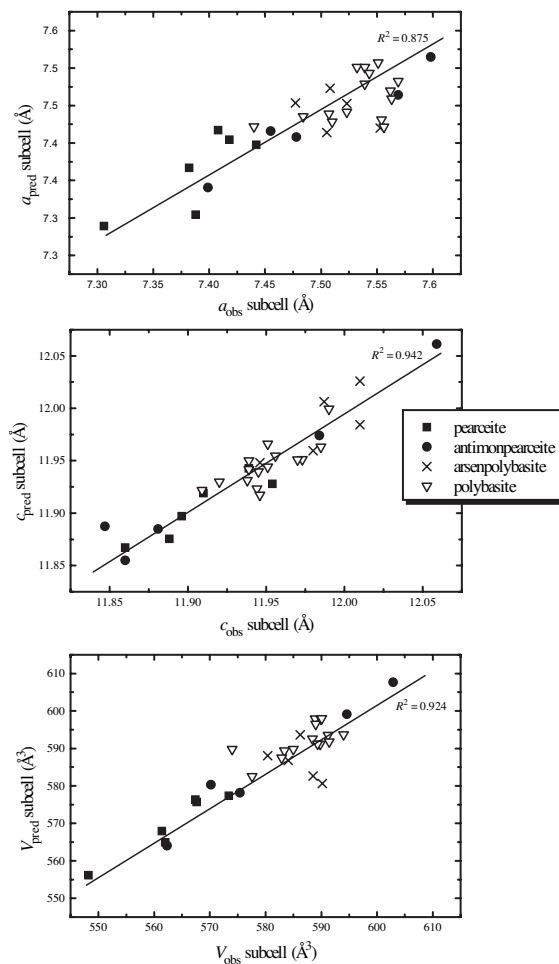 7.6
R² = 0.875
7.5
7.5
7.4
7.4
7.3
7.3
a_pred subcell (Å)
7.30 7.35 7.40 7.45 7.50 7.55 7.6
a_obs subcell (Å)
12.05
R² = 0.942
12.00
11.95
11.90
11.85
c_pred subcell (Å)
pearceite
antimonpearceite
arsenpolybasite
polybasite
11.85 11.90 11.95 12.00 12.05
c_obs subcell (Å)
610
R² = 0.924
600
590
580
570
560
550
V_pred subcell (Å³)
550 560 570 580 590 600 610
V_obs subcell (Å³)